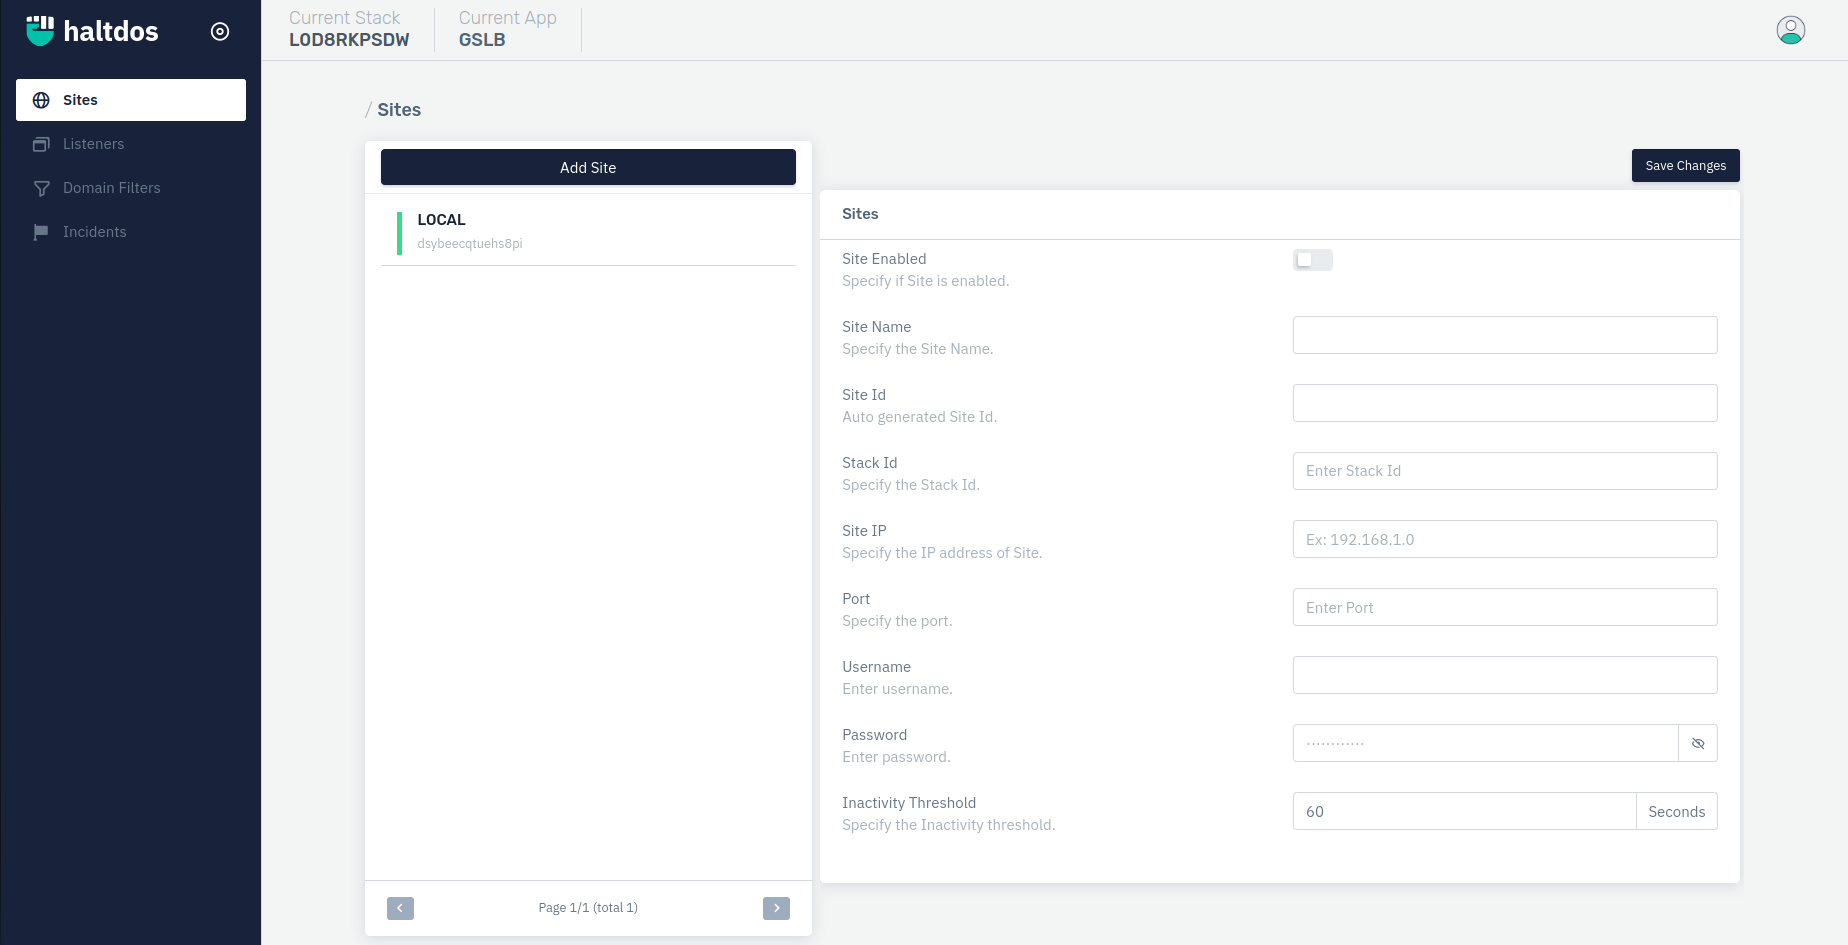 haltdos
Current Stack
L0D8RKPSDW
Current App
GSLB
Sites
Listeners
Domain Filters
Incidents
/ Sites
Add Site
LOCAL
dsybeecqtuehs8pi
Page 1/1 (total 1)
Save Changes
Sites
Site Enabled
Specify if Site is enabled.
Site Name
Specify the Site Name.
Site Id
Auto generated Site Id.
Stack Id
Specify the Stack Id.
Enter Stack Id
Site IP
Specify the IP address of Site.
Ex: 192.168.1.0
Port
Specify the port.
Enter Port
Username
Enter username.
Password
Enter password.
············
Inactivity Threshold
Specify the Inactivity threshold.
60
Seconds